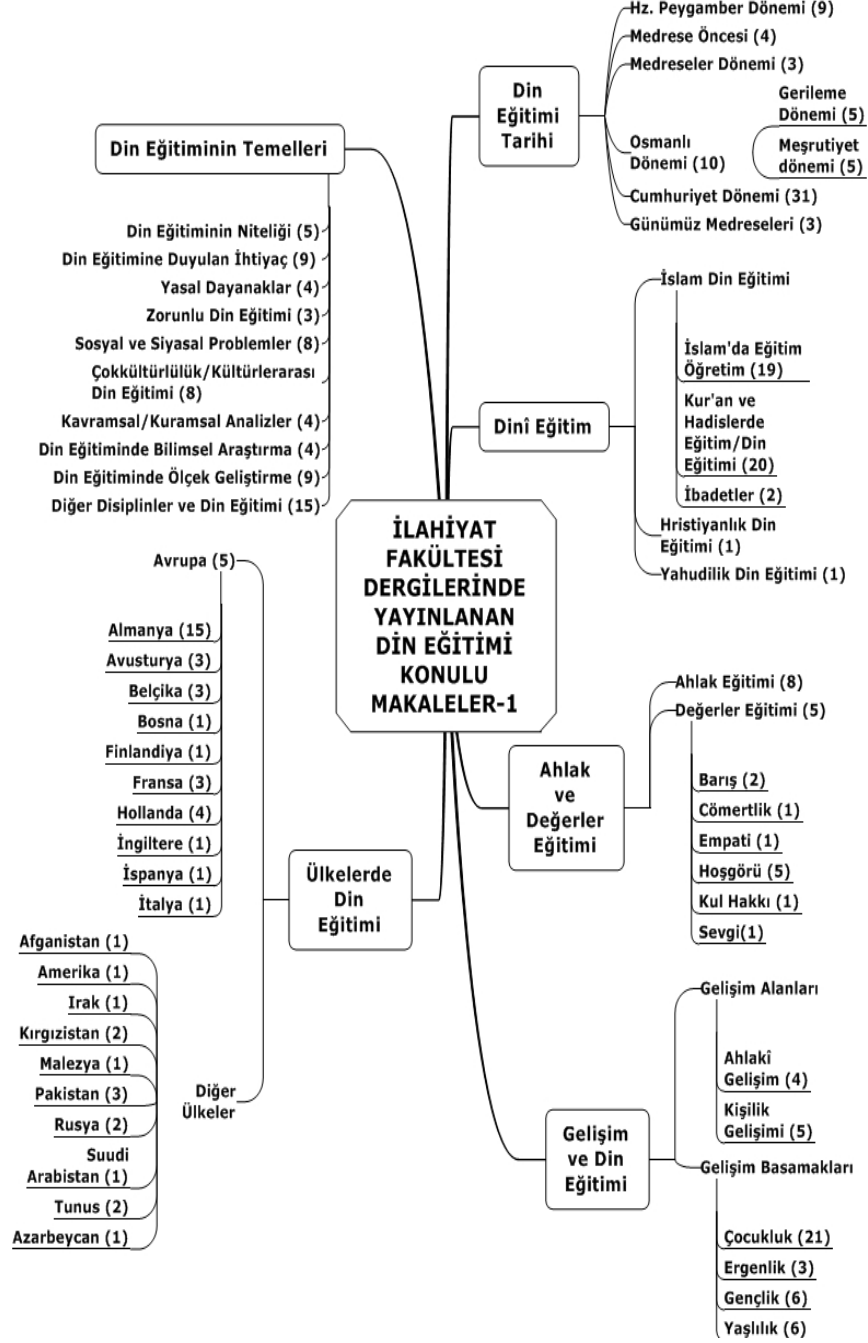 Hz. Peygamber Dönemi (9)
Medrese Öncesi (4)
Medreseler Dönemi (3)
Din
Eğitimi
Tarihi
Gerileme
Dönemi (5)
Osmanlı
Dönemi (10)
Meşrutiyet
dönemi (5)
Cumhuriyet Dönemi (31)
Günümüz Medreseleri (3)
Din Eğitiminin Temelleri
Din Eğitiminin Niteliği (5)
Din Eğitimine Duyulan İhtiyaç (9)
Yasal Dayanaklar (4)
Zorunlu Din Eğitimi (3)
Sosyal ve Siyasal Problemler (8)
Çokkültürlülük/Kültürlerarası
Din Eğitimi (8)
Kavramsal/Kuramsal Analizler (4)
Din Eğitiminde Bilimsel Araştırma (4)
Din Eğitiminde Ölçek Geliştirme (9)
Diğer Disiplinler ve Din Eğitimi (15)
İslam Din Eğitimi
İslam'da Eğitim
Öğretim (19)
Kur'an ve
Hadislerde
Eğitim/Din
Eğitimi (20)
İbadetler (2)
Dinî Eğitim
Hristiyanlık Din
Eğitimi (1)
Yahudilik Din Eğitimi (1)
İLAHİYAT
FAKÜLTESİ
DERGİLERİNDE
YAYINLANAN
DİN EĞİTİMİ
KONULU
MAKALELER-1
Avrupa (5)
Almanya (15)
Avusturya (3)
Belçika (3)
Bosna (1)
Finlandiya (1)
Fransa (3)
Hollanda (4)
İngiltere (1)
İspanya (1)
İtalya (1)
Ülkelerde
Din
Eğitimi
Afganistan (1)
Amerika (1)
Irak (1)
Kırgızistan (2)
Malezya (1)
Pakistan (3)
Rusya (2)
Suudi
Arabistan (1)
Tunus (2)
Azarbeycan (1)
Diğer
Ülkeler
Ahlak Eğitimi (8)
Değerler Eğitimi (5)
Barış (2)
Cömertlik (1)
Empati (1)
Hoşgörü (5)
Kul Hakkı (1)
Sevgi(1)
Ahlak
ve
Değerler
Eğitimi
Gelişim Alanları
Ahlakî
Gelişim (4)
Kişilik
Gelişimi (5)
Gelişim
ve Din
Eğitimi
Gelişim Basamakları
Çocukluk (21)
Ergenlik (3)
Gençlik (6)
Yaşlılık (6)